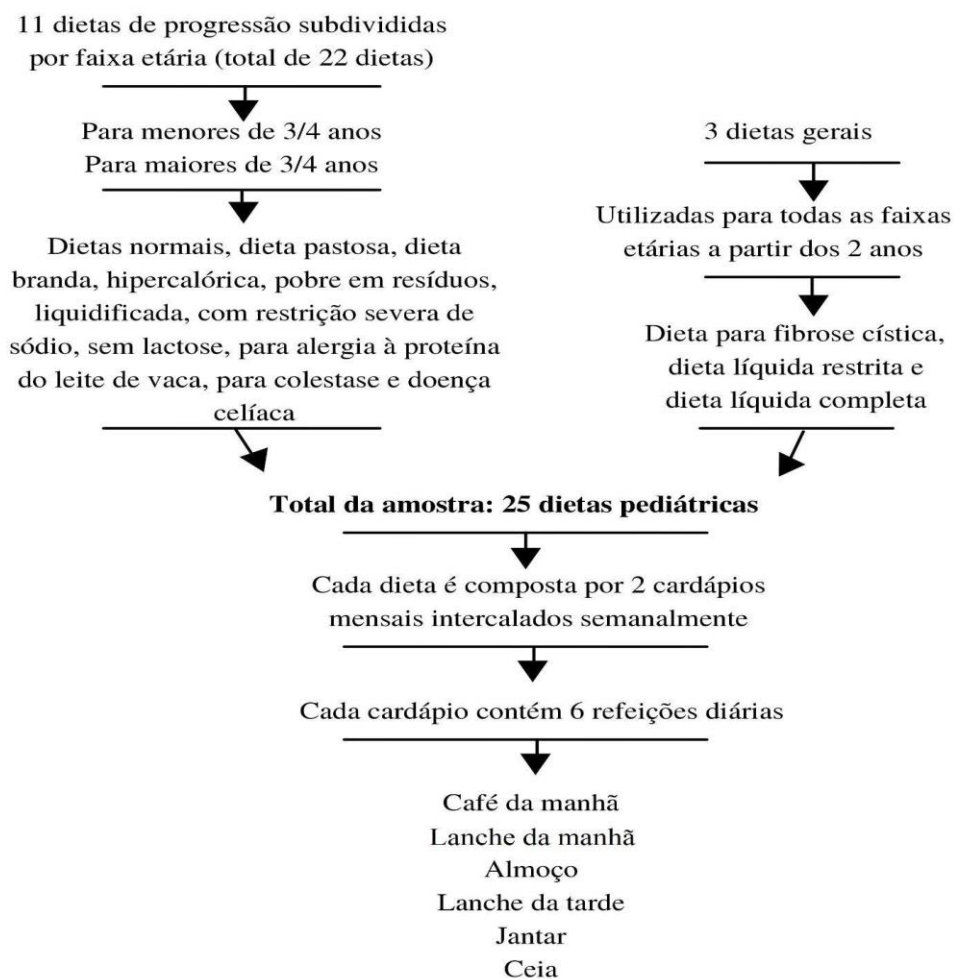 11 dietas de progressão subdivididas
por faixa etária (total de 22 dietas)
Para menores de 3/4 anos
Para maiores de 3/4 anos
Dietas normais, dieta pastosa, dieta
branda, hipercalórica, pobre em resíduos,
liquidificada, com restrição severa de
sódio, sem lactose, para alergia à proteína
do leite de vaca, para colestase e doença
celíaca
3 dietas gerais
Utilizadas para todas as faixas
etárias a partir dos 2 anos
Dieta para fibrose cística,
dieta líquida restrita e
dieta líquida completa
Total da amostra: 25 dietas pediátricas
Cada dieta é composta por 2 cardápios
mensais intercalados semanalmente
Cada cardápio contém 6 refeições diárias
Café da manhã
Lanche da manhã
Almoço
Lanche da tarde
Jantar
Ceia